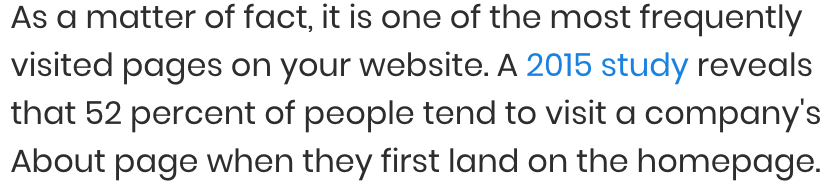 As a matter of fact, it is one of the most frequently
visited pages on your website. A 2015 study reveals
that 52 percent of people tend to visit a company's
About page when they first land on the homepage.